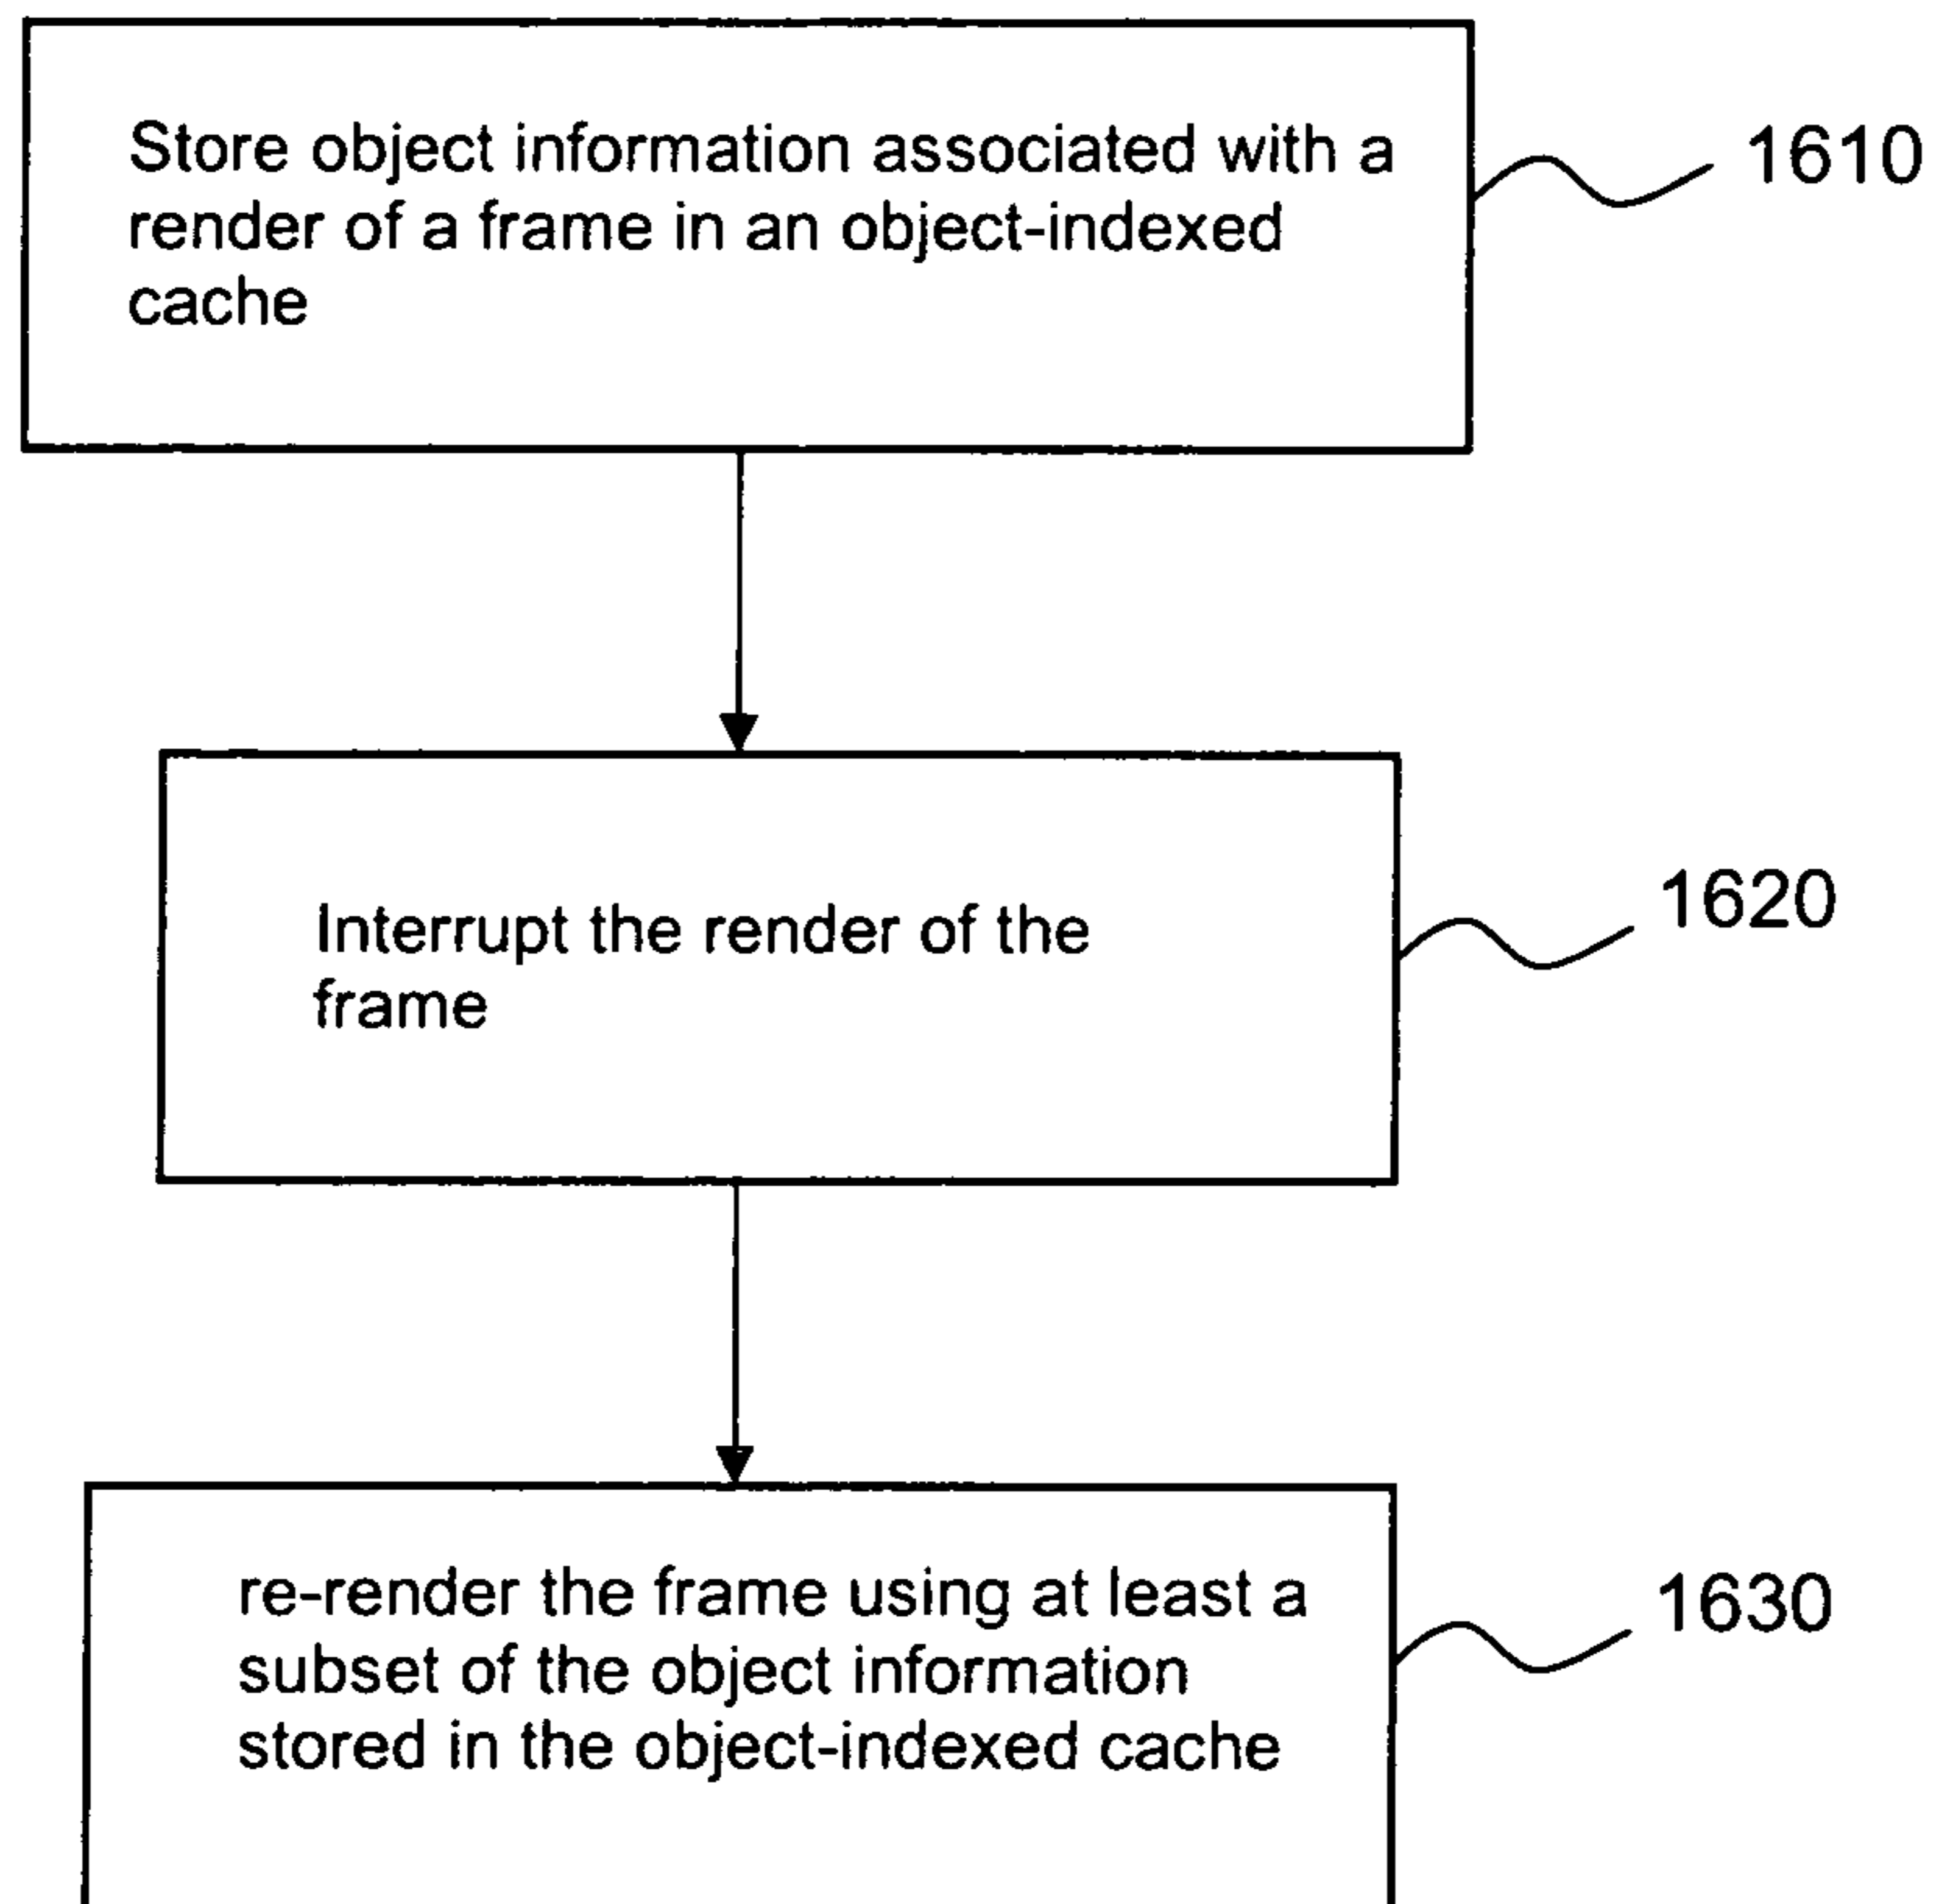 Store object information associated with a
render of a frame in an object-indexed
cache
1610
Interrupt the render of the
frame
1620
re-render the frame using at least a
subset of the object information
stored in the object-indexed cache
1630